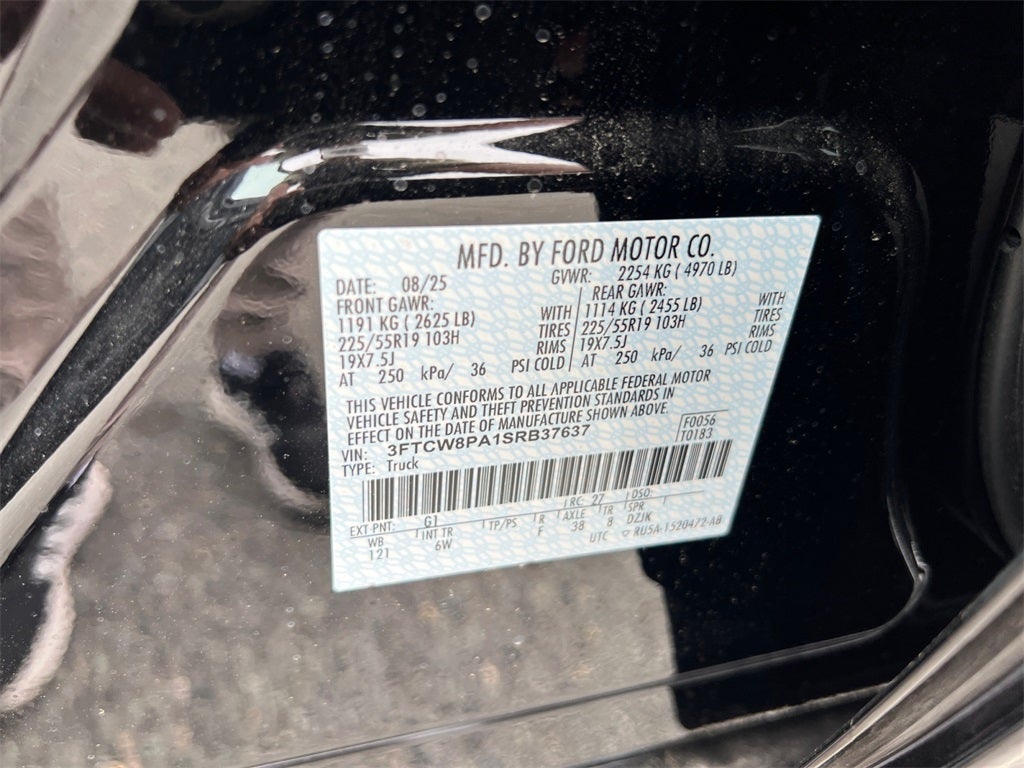 MFD. BY FORD MOTOR CO.
DATE: 08/25 GVWR: 2254 KG ( 4970 LB)
FRONT GAWR: REAR GAWR:
1191 KG ( 2625 LB) WITH 1114 KG ( 2455 LB) WITH
225/55R19 103H TIRES 225/55R19 103H TIRES
19X7.5J RIMS 19X7.5J RIMS
AT 250 kPa/ 36 PSI COLD AT 250 kPa/ 36 PSI COLD
THIS VEHICLE CONFORMS TO ALL APPLICABLE FEDERAL MOTOR
VEHICLE SAFETY AND THEFT PREVENTION STANDARDS IN
EFFECT ON THE DATE OF MANUFACTURE SHOWN ABOVE.
VIN: 3FTCW8PA1SRB37637 F0056
TYPE: Truck T0183
EXT PNT: G1 RC: 27 DSO:
WB INT TR TP/PS R AXLE TR SPR
121 6W F 38 8 DZJK
UTC ▽ RU5A-1520472-AB